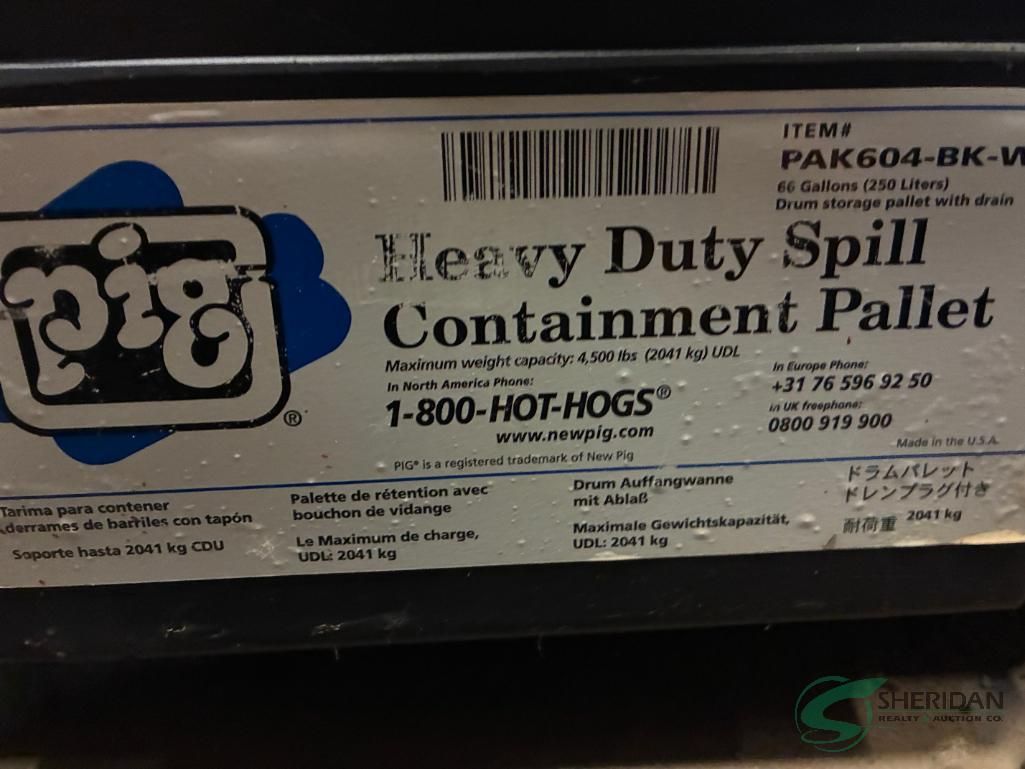 ITEM#
PAK604-BK-W
66 Gallons (250 Liters)
Drum storage pallet with drain
pig
®
Heavy Duty Spill
Containment Pallet
Maximum weight capacity: 4,500 lbs (2041 kg) UDL
In North America Phone:
1-800-HOT-HOGS®
www.newpig.com
PIG® is a registered trademark of New Pig
In Europe Phone:
+31 76 596 92 50
in UK freephone:
0800 919 900
Made in the U.S.A.
Tarima para contener
derrames de barriles con tapón
Soporte hasta 2041 kg CDU
Palette de rétention avec
bouchon de vidange
Le Maximum de charge,
UDL: 2041 kg
Drum Auffangwanne
mit Ablaß
Maximale Gewichtskapazität,
UDL: 2041 kg
ドラムパレット
ドレンプラグ付き
耐荷重 2041 kg
SHERIDAN
REALTY & AUCTION CO.